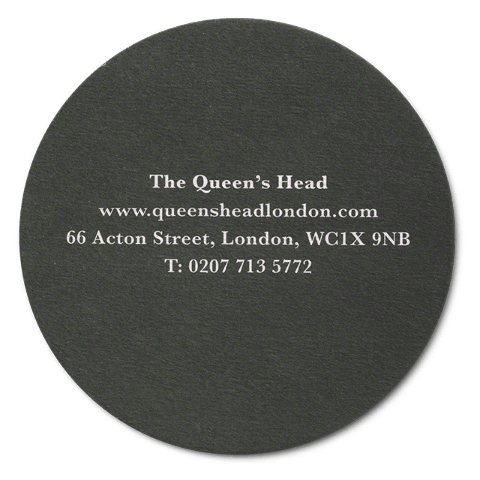 The Queen's Head
www.queensheadlondon.com
66 Acton Street, London, WC1X 9NB
T: 0207 713 5772